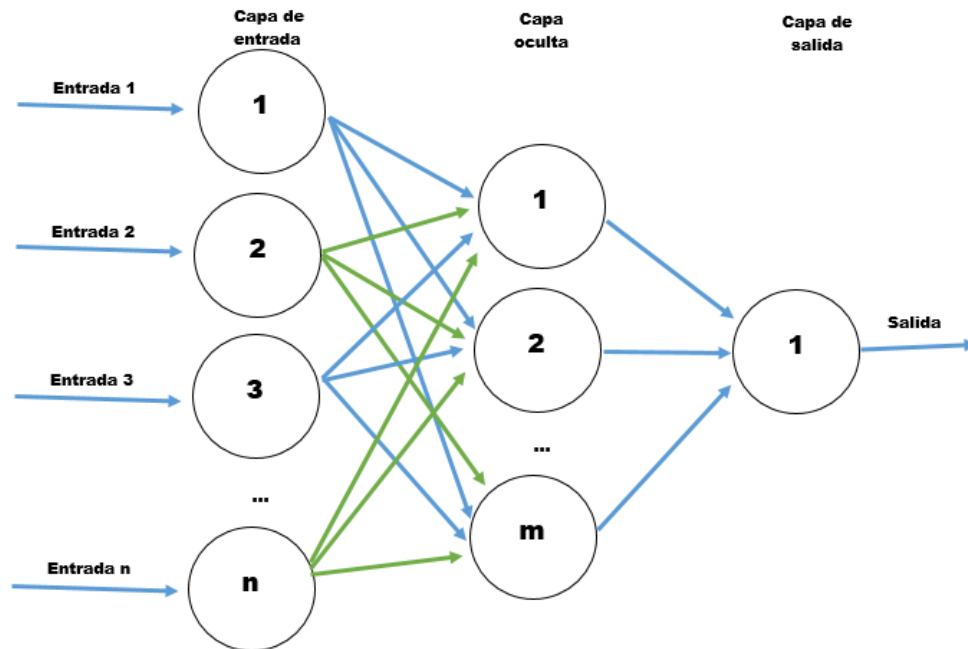 Capa de
entrada
Capa
oculta
Capa de
salida
Entrada 1
1
Entrada 2
2
Entrada 3
3
...
Entrada n
n
1
2
...
m
1
Salida